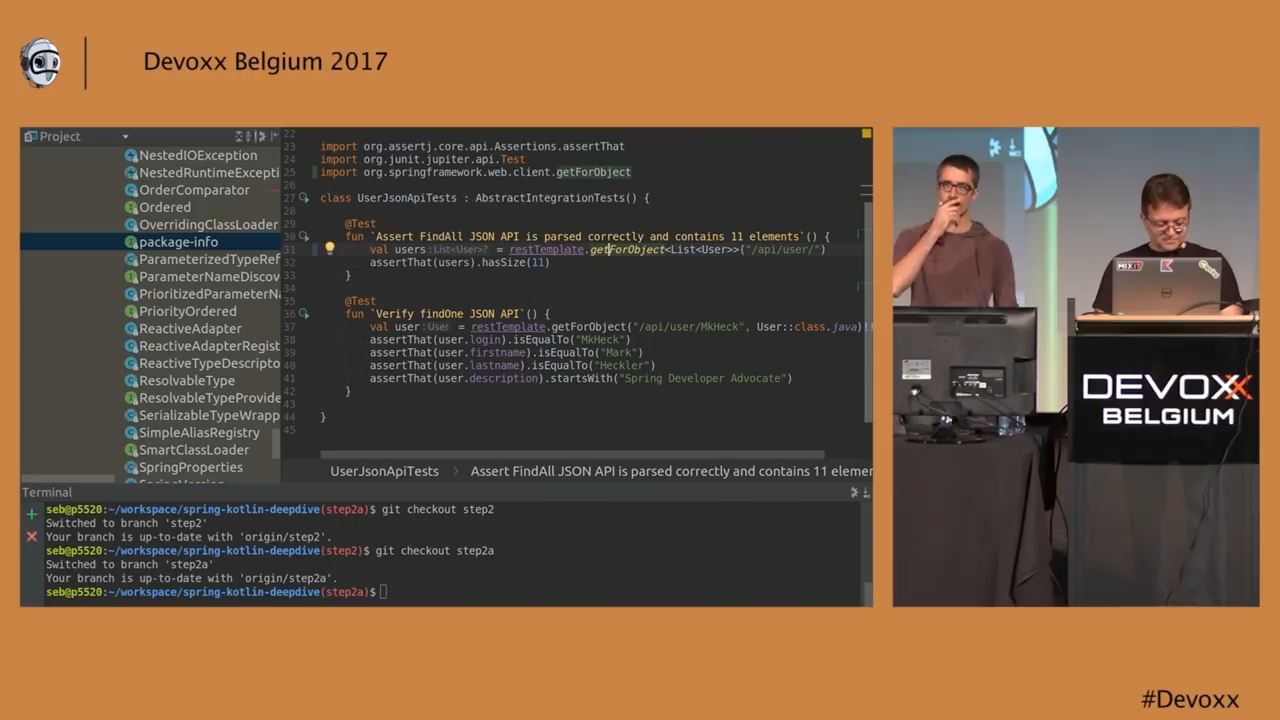 Devoxx Belgium 2017
Project
NestedIOException
NestedRuntimeExcepti
OrderComparator
Ordered
OverridingClassLoader
package-info
ParameterizedTypeRef
ParameterNameDiscov
PrioritizedParameterNa
PriorityOrdered
ReactiveAdapter
ReactiveAdapterRegist
ReactiveTypeDescripto
ResolvableType
ResolvableTypeProvide
SerializableTypeWrapp
SimpleAliasRegistry
SmartClassLoader
SpringProperties
22
23 import org.assertj.core.api.Assertions.assertThat
24 import org.junit.jupiter.api.Test
25 import org.springframework.web.client.getForObject
26
27 class UserJsonApiTests : AbstractIntegrationTests() {
28
29 @Test
30 fun `Assert FindAll JSON API is parsed correctly and contains 11 elements`() {
31 val users: List<User>? = restTemplate.getForObject<List<User>>("/api/user/")
32 assertThat(users).hasSize(11)
33 }
34
35 @Test
36 fun `Verify findOne JSON API`() {
37 val user: User = restTemplate.getForObject("/api/user/MkHeck", User::class.java)!!
38 assertThat(user.login).isEqualTo("MkHeck")
39 assertThat(user.firstname).isEqualTo("Mark")
40 assertThat(user.lastname).isEqualTo("Heckler")
41 assertThat(user.description).startsWith("Spring Developer Advocate")
42 }
43
44 }
45
UserJsonApiTests > Assert FindAll JSON API is parsed correctly and contains 11 elemer
Terminal
seb@p5520:~/workspace/spring-kotlin-deepdive(step2a)$ git checkout step2
Switched to branch 'step2'
Your branch is up-to-date with 'origin/step2'.
seb@p5520:~/workspace/spring-kotlin-deepdive(step2)$ git checkout step2a
Switched to branch 'step2a'
Your branch is up-to-date with 'origin/step2a'.
seb@p5520:~/workspace/spring-kotlin-deepdive(step2a)$
MIXIT
DELL
DEVOXX
BELGIUM
#Devoxx